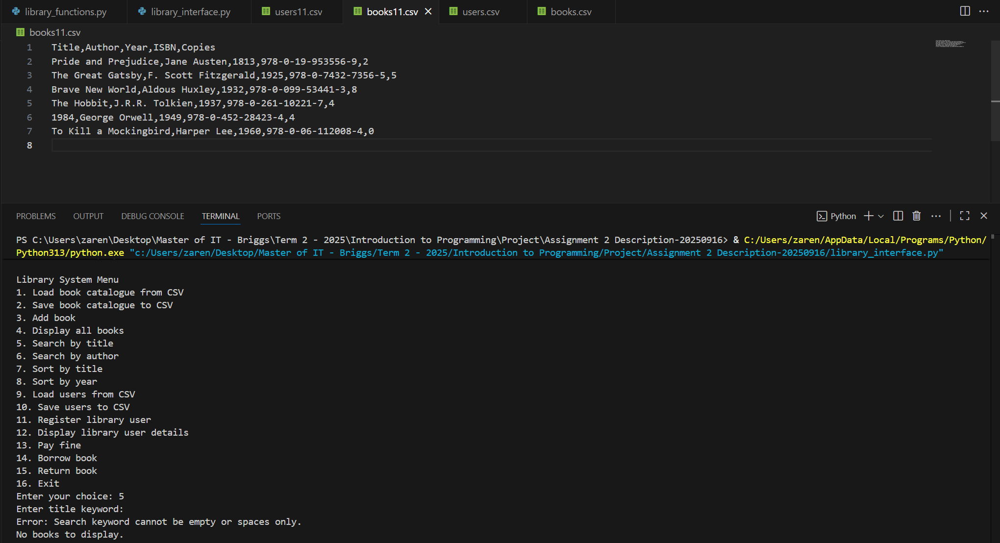 library_functions.py library_interface.py users11.csv books11.csv users.csv books.csv
books11.csv
1 Title,Author,Year,ISBN,Copies
2 Pride and Prejudice,Jane Austen,1813,978-0-19-953556-9,2
3 The Great Gatsby,F. Scott Fitzgerald,1925,978-0-7432-7356-5,5
4 Brave New World,Aldous Huxley,1932,978-0-099-53441-3,8
5 The Hobbit,J.R.R. Tolkien,1937,978-0-261-10221-7,4
6 1984,George Orwell,1949,978-0-452-28423-4,4
7 To Kill a Mockingbird,Harper Lee,1960,978-0-06-112008-4,0
8
PROBLEMS OUTPUT DEBUG CONSOLE TERMINAL PORTS Python
PS C:\Users\zaren\Desktop\Master of IT - Briggs\Term 2 - 2025\Introduction to Programming\Project\Assignment 2 Description-20250916> & C:/Users/zaren/AppData/Local/Programs/Python/
Python313/python.exe "c:/Users/zaren/Desktop/Master of IT - Briggs/Term 2 - 2025/Introduction to Programming/Project/Assignment 2 Description-20250916/library_interface.py"
Library System Menu
1. Load book catalogue from CSV
2. Save book catalogue to CSV
3. Add book
4. Display all books
5. Search by title
6. Search by author
7. Sort by title
8. Sort by year
9. Load users from CSV
10. Save users to CSV
11. Register library user
12. Display library user details
13. Pay fine
14. Borrow book
15. Return book
16. Exit
Enter your choice: 5
Enter title keyword:
Error: Search keyword cannot be empty or spaces only.
No books to display.